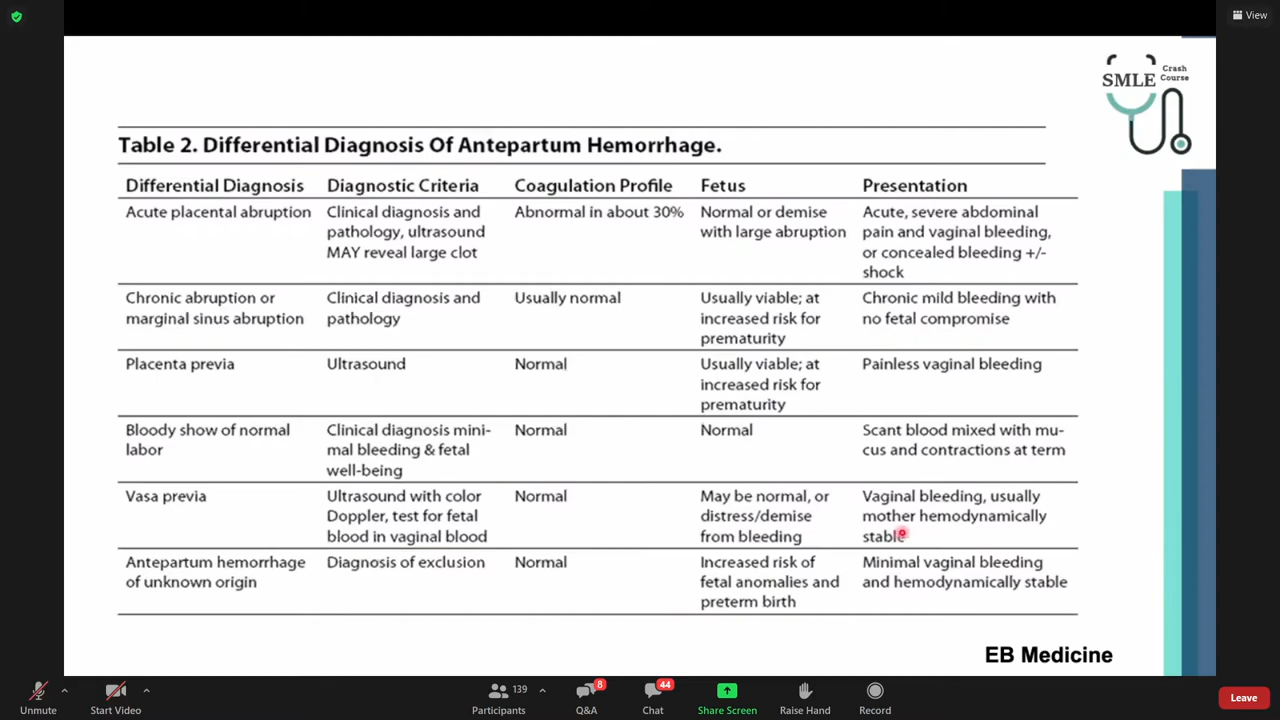 View
SMLE Crash Course
Table 2. Differential Diagnosis Of Antepartum Hemorrhage.
Differential Diagnosis Diagnostic Criteria Coagulation Profile Fetus Presentation
Acute placental abruption Clinical diagnosis and Abnormal in about 30% Normal or demise Acute, severe abdominal
pathology, ultrasound with large abruption pain and vaginal bleeding,
MAY reveal large clot or concealed bleeding +/-
shock
Chronic abruption or Clinical diagnosis and Usually normal Usually viable; at Chronic mild bleeding with
marginal sinus abruption pathology increased risk for no fetal compromise
prematurity
Placenta previa Ultrasound Normal Usually viable; at Painless vaginal bleeding
increased risk for
prematurity
Bloody show of normal Clinical diagnosis mini- Normal Normal Scant blood mixed with mu-
labor mal bleeding & fetal cus and contractions at term
well-being
Vasa previa Ultrasound with color Normal May be normal, or Vaginal bleeding, usually
Doppler, test for fetal distress/demise mother hemodynamically
blood in vaginal blood from bleeding stable
Antepartum hemorrhage Diagnosis of exclusion Normal Increased risk of Minimal vaginal bleeding
of unknown origin fetal anomalies and and hemodynamically stable
preterm birth
EB Medicine
139 8 44
Unmute Start Video Participants Q&A Chat Share Screen Raise Hand Record Leave